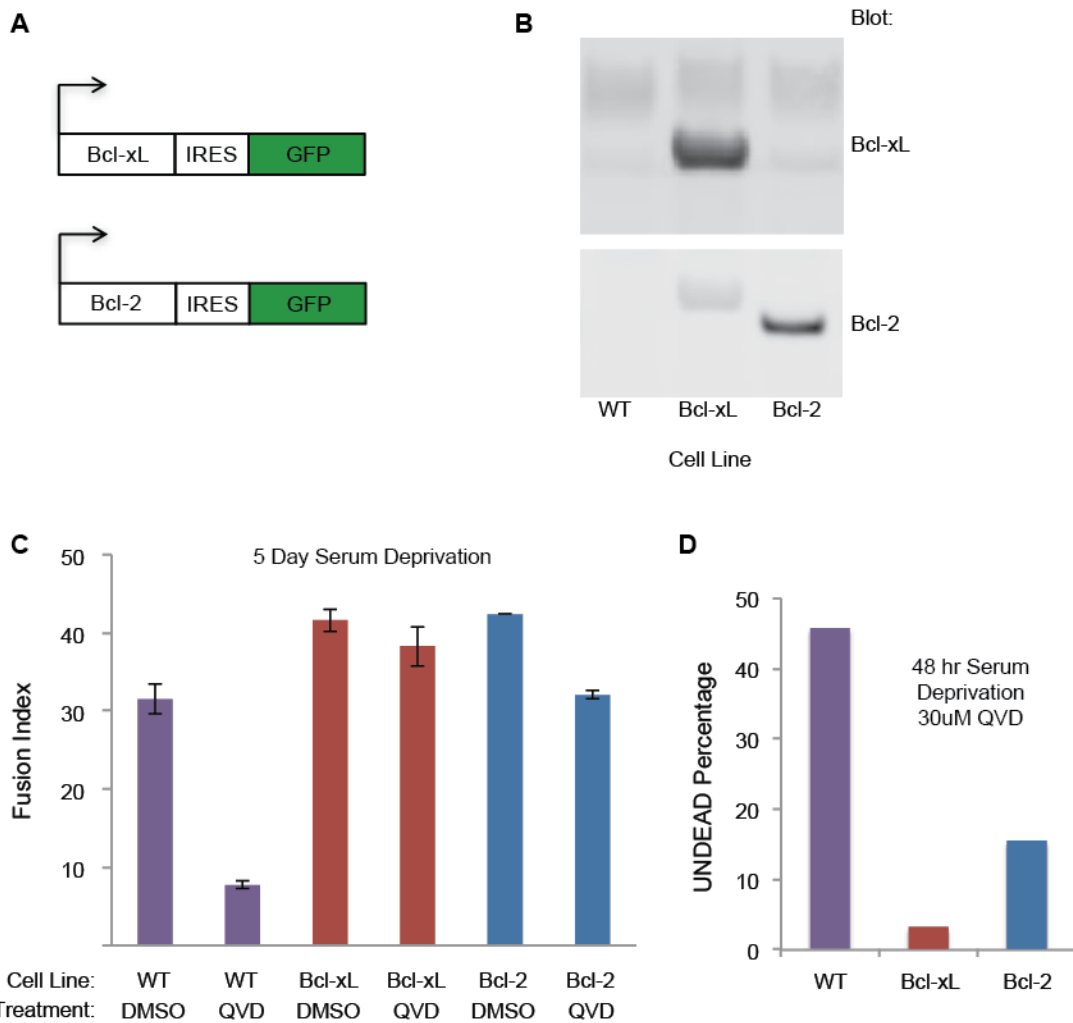 A
Bcl-xL IRES GFP
Bcl-2 IRES GFP
B
Blot:
Bcl-xL
Bcl-2
WT Bcl-xL Bcl-2
Cell Line
C
5 Day Serum Deprivation
Fusion Index
50
40
30
20
10
Cell Line: WT WT Bcl-xL Bcl-xL Bcl-2 Bcl-2
Treatment: DMSO QVD DMSO QVD DMSO QVD
D
48 hr Serum
Deprivation
30uM QVD
UNDEAD Percentage
50
40
30
20
10
0
WT Bcl-xL Bcl-2